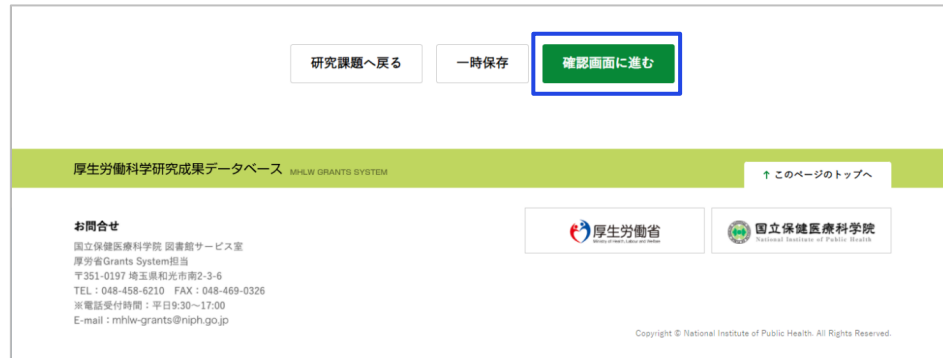 研究課題へ戻る
一時保存
確認画面に進む
厚生労働科学研究成果データベース MHLW GRANTS SYSTEM
↑ このページのトップへ
お問合せ
国立保健医療科学院 図書館サービス室
厚労省Grants System担当
〒351-0197 埼玉県和光市南2-3-6
TEL：048-458-6210 FAX：048-469-0326
※電話受付時間：平日9:30～17:00
E-mail：mhlw-grants@niph.go.jp
厚生労働省
Ministry of Health, Labour and Welfare
国立保健医療科学院
National Institute of Public Health
Copyright © National Institute of Public Health. All Rights Reserved.